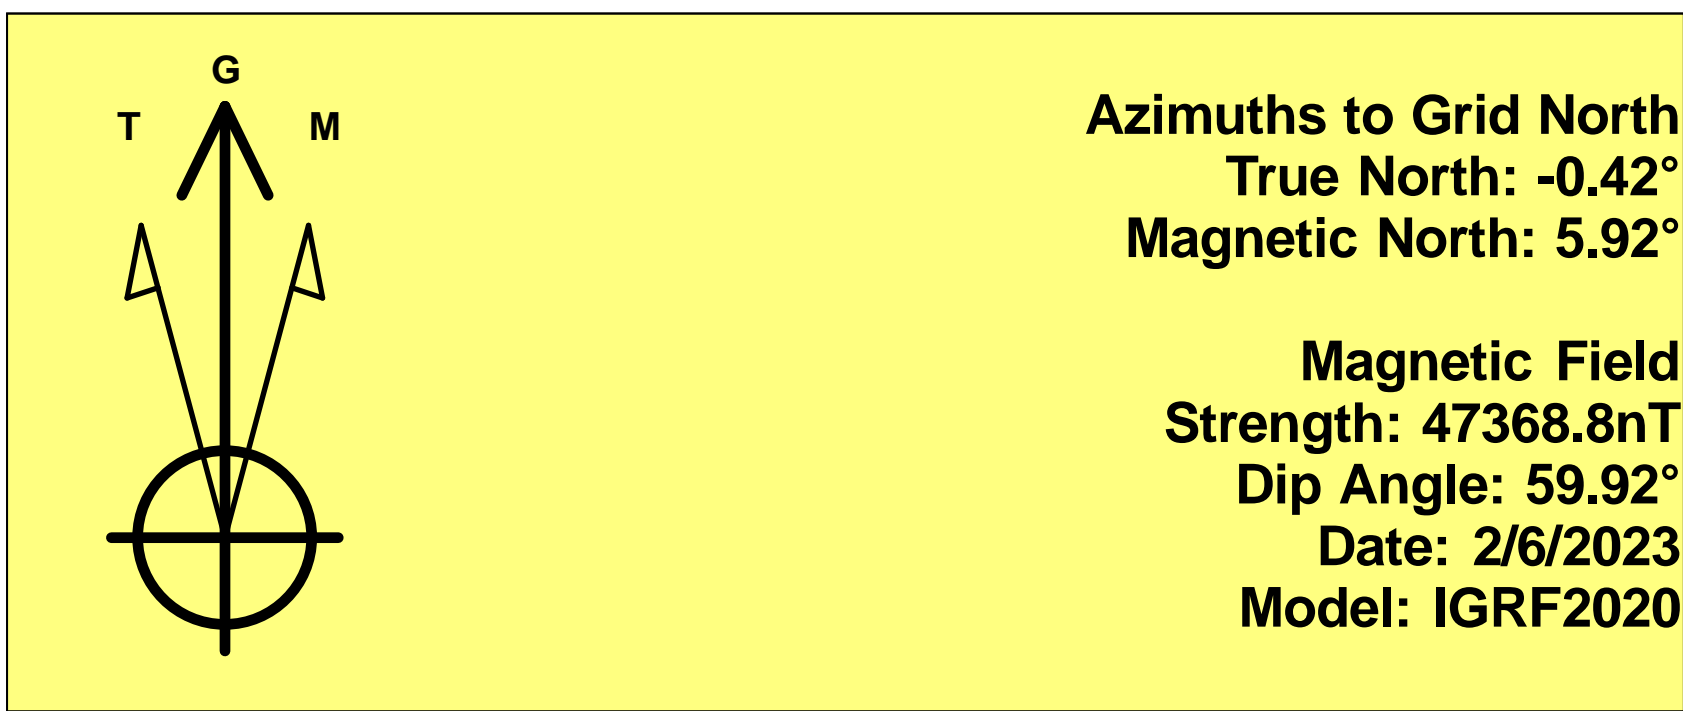 G
T M
Azimuths to Grid North
True North: -0.42°
Magnetic North: 5.92°
Magnetic Field
Strength: 47368.8nT
Dip Angle: 59.92°
Date: 2/6/2023
Model: IGRF2020